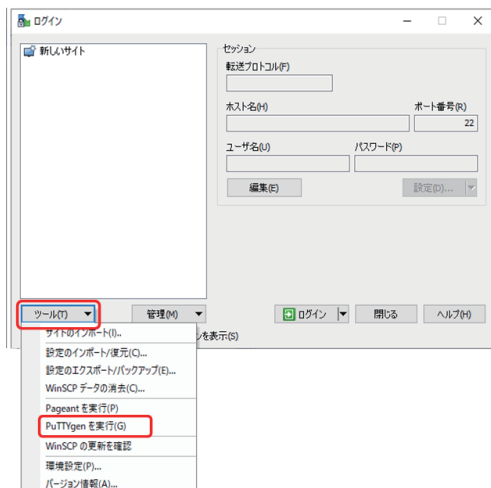 ログイン
新しいサイト
セッション
転送プロトコル(F)
ホスト名(H)
ポート番号(R)
22
ユーザ名(U)
パスワード(P)
編集(E)
設定(D)...
ツール(T)
管理(M)
ログイン
閉じる
ヘルプ(H)
を表示(S)
サイトのインポート(I)..
設定のインポート/復元(C)...
設定のエクスポート/バックアップ(E)...
WinSCP データの消去(C)...
Pageant を実行(P)
PuTTYgen を実行(G)
WinSCP の更新を確認
環境設定(P)...
バージョン情報(A)...